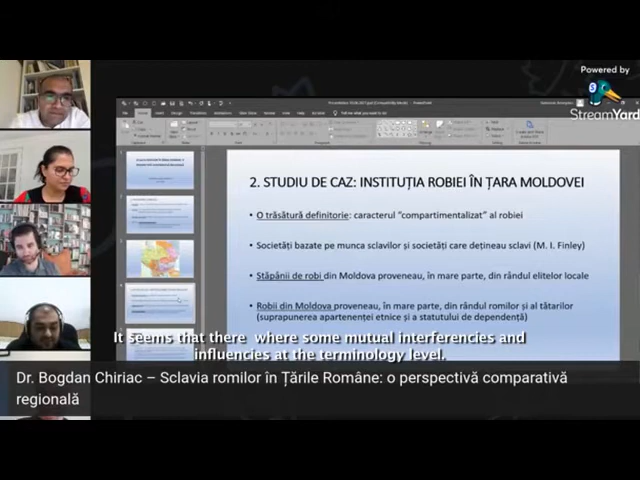 Powered by
StreamYard
2. STUDIU DE CAZ: INSTITUȚIA ROBIEI ÎN ȚARA MOLDOVEI
• O trăsătură definitorie: caracterul "compartimentalizat" al robiei
• Societăți bazate pe munca sclavilor și societăți care dețineau sclavi (M. I. Finley)
• Stăpânii de robi din Moldova proveneau, în mare parte, din rândul elitelor locale
• Robii din Moldova proveneau, în mare parte, din rândul romilor și al tătarilor
(suprapunerea apartenenței etnice și a statutului de dependență)
It seems that there where some mutual interferencies and
influencies at the terminology level.
Dr. Bogdan Chiriac – Sclavia romilor în Țările Române: o perspectivă comparativă
regională